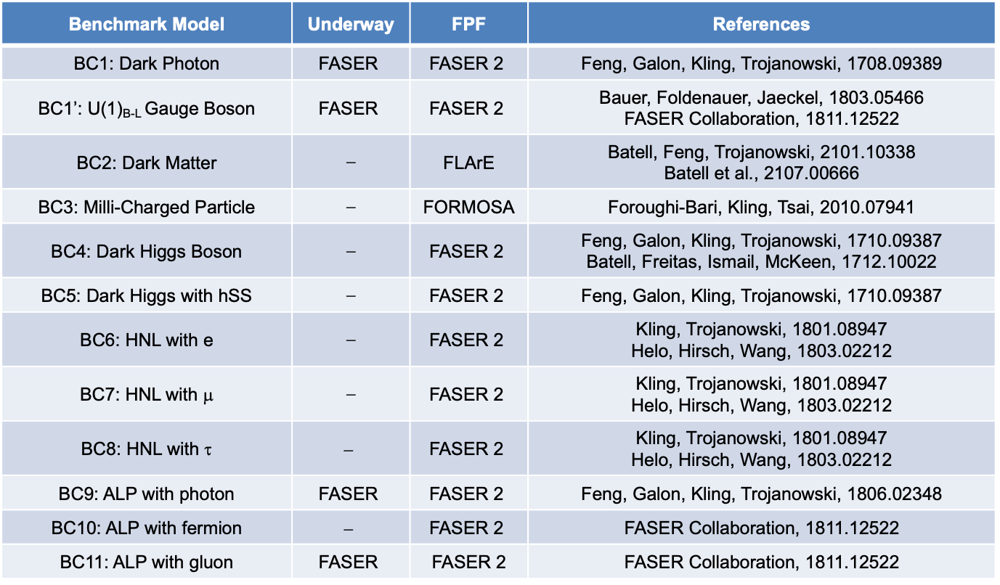 Benchmark Model Underway FPF References
BC1: Dark Photon FASER FASER 2 Feng, Galon, Kling, Trojanowski, 1708.09389
BC1’: U(1)B-L Gauge Boson FASER FASER 2 Bauer, Foldenauer, Jaeckel, 1803.05466
FASER Collaboration, 1811.12522
BC2: Dark Matter – FLArE Batell, Feng, Trojanowski, 2101.10338
Batell et al., 2107.00666
BC3: Milli-Charged Particle – FORMOSA Foroughi-Bari, Kling, Tsai, 2010.07941
BC4: Dark Higgs Boson – FASER 2 Feng, Galon, Kling, Trojanowski, 1710.09387
Batell, Freitas, Ismail, McKeen, 1712.10022
BC5: Dark Higgs with hSS – FASER 2 Feng, Galon, Kling, Trojanowski, 1710.09387
BC6: HNL with e – FASER 2 Kling, Trojanowski, 1801.08947
Helo, Hirsch, Wang, 1803.02212
BC7: HNL with μ – FASER 2 Kling, Trojanowski, 1801.08947
Helo, Hirsch, Wang, 1803.02212
BC8: HNL with τ – FASER 2 Kling, Trojanowski, 1801.08947
Helo, Hirsch, Wang, 1803.02212
BC9: ALP with photon FASER FASER 2 Feng, Galon, Kling, Trojanowski, 1806.02348
BC10: ALP with fermion – FASER 2 FASER Collaboration, 1811.12522
BC11: ALP with gluon FASER FASER 2 FASER Collaboration, 1811.12522